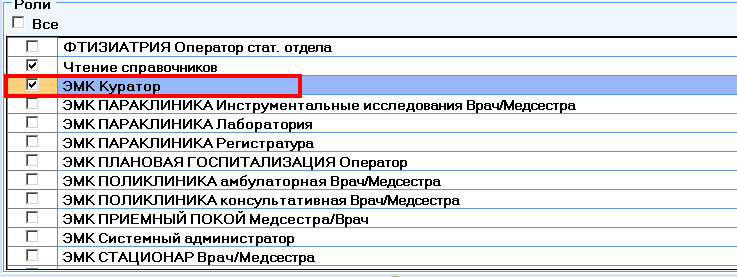 Роли
Все
ФТИЗИАТРИЯ Оператор стат. отдела
Чтение справочников
ЭМК Куратор
ЭМК ПАРАКЛИНИКА Инструментальные исследования Врач/Медсестра
ЭМК ПАРАКЛИНИКА Лаборатория
ЭМК ПАРАКЛИНИКА Регистратура
ЭМК ПЛАНОВАЯ ГОСПИТАЛИЗАЦИЯ Оператор
ЭМК ПОЛИКЛИНИКА амбулаторная Врач/Медсестра
ЭМК ПОЛИКЛИНИКА консультативная Врач/Медсестра
ЭМК ПРИЕМНЫЙ ПОКОЙ Медсестра/Врач
ЭМК Системный администратор
ЭМК СТАЦИОНАР Врач/Медсестра